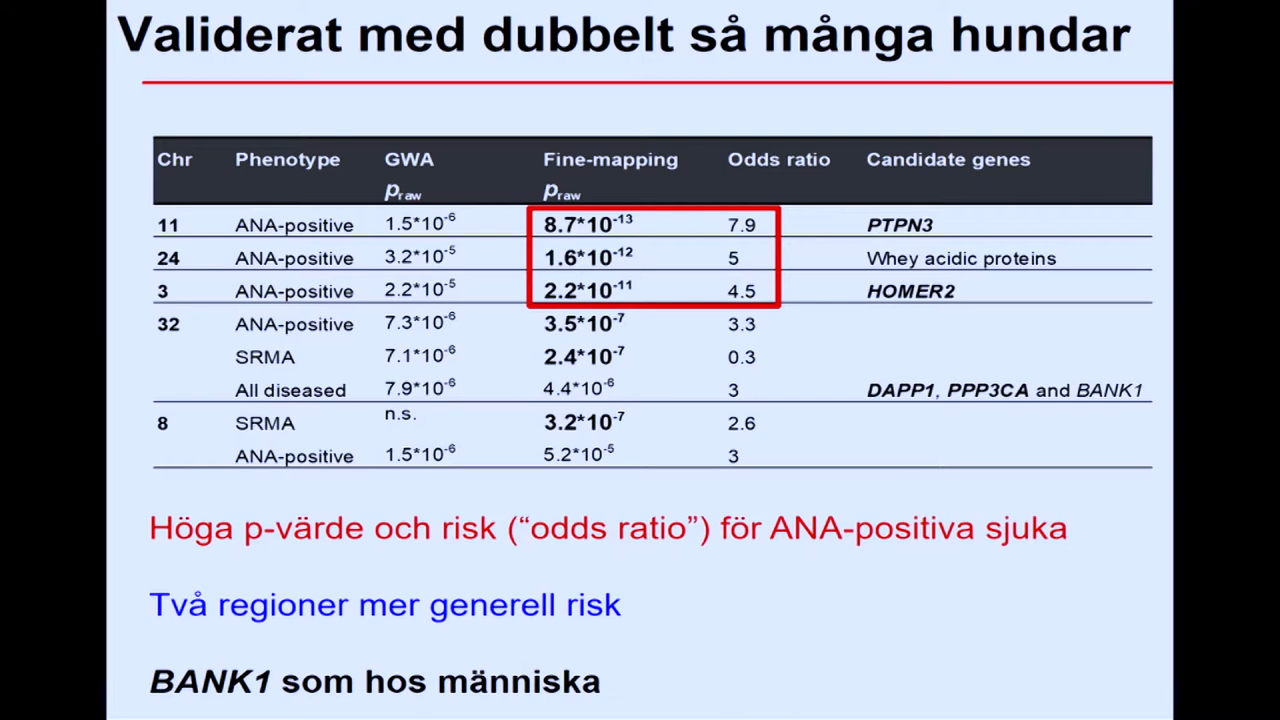 Validerat med dubbelt så många hundar
Chr Phenotype GWA p_raw Fine-mapping p_raw Odds ratio Candidate genes
11 ANA-positive 1.5*10⁻⁶ 8.7*10⁻¹³ 7.9 PTPN3
24 ANA-positive 3.2*10⁻⁵ 1.6*10⁻¹² 5 Whey acidic proteins
3 ANA-positive 2.2*10⁻⁵ 2.2*10⁻¹¹ 4.5 HOMER2
32 ANA-positive 7.3*10⁻⁶ 3.5*10⁻⁷ 3.3
SRMA 7.1*10⁻⁶ 2.4*10⁻⁷ 0.3
All diseased 7.9*10⁻⁶ 4.4*10⁻⁶ 3 DAPP1, PPP3CA and BANK1
8 SRMA n.s. 3.2*10⁻⁷ 2.6
ANA-positive 1.5*10⁻⁶ 5.2*10⁻⁵ 3
Höga p-värde och risk (“odds ratio”) för ANA-positiva sjuka
Två regioner mer generell risk
BANK1 som hos människa